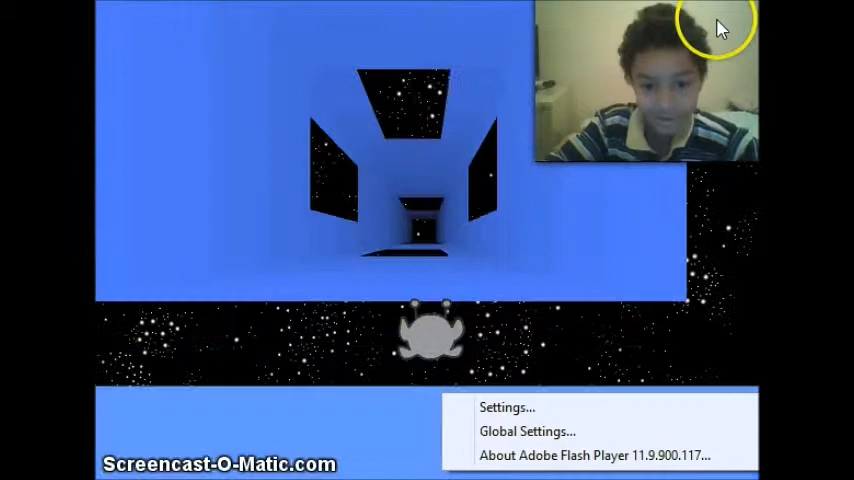 Settings...
Global Settings...
About Adobe Flash Player 11.9.900.117...
Screencast-O-Matic.com